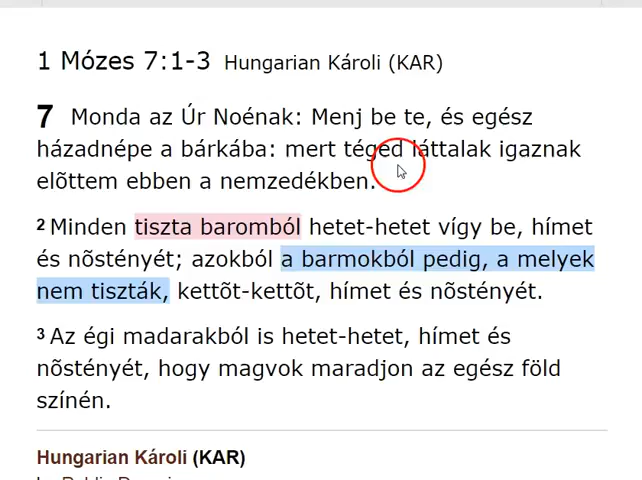 1 Mózes 7:1-3 Hungarian Károli (KAR)
7 Monda az Úr Noénak: Menj be te, és egész
házadnépe a bárkába: mert téged láttalak igaznak
elõttem ebben a nemzedékben.
2 Minden tiszta baromból hetet-hetet vígy be, hímet
és nõstényét; azokból a barmokból pedig, a melyek
nem tiszták, kettõt-kettõt, hímet és nõstényét.
3 Az égi madarakból is hetet-hetet, hímet és
nõstényét, hogy magvok maradjon az egész föld
színén.
Hungarian Károli (KAR)